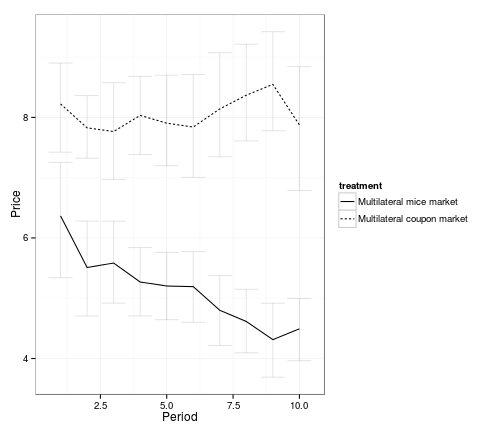 8
6
4
Price
2.5 5.0 7.5 10.0
Period
treatment
Multilateral mice market
Multilateral coupon market